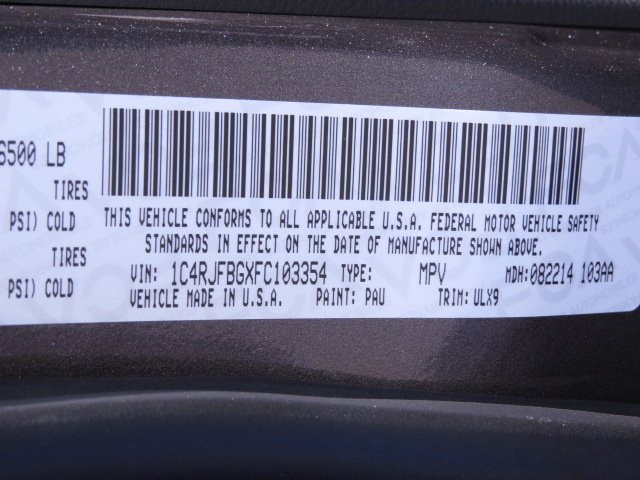 6500 LB
TIRES
PSI) COLD
TIRES
PSI) COLD
THIS VEHICLE CONFORMS TO ALL APPLICABLE U.S.A. FEDERAL MOTOR VEHICLE SAFETY
STANDARDS IN EFFECT ON THE DATE OF MANUFACTURE SHOWN ABOVE.
VIN: 1C4RJFBGXFC103354 TYPE: MPV MDH:082214 103AA
VEHICLE MADE IN U.S.A. PAINT: PAU TRIM: ULX9